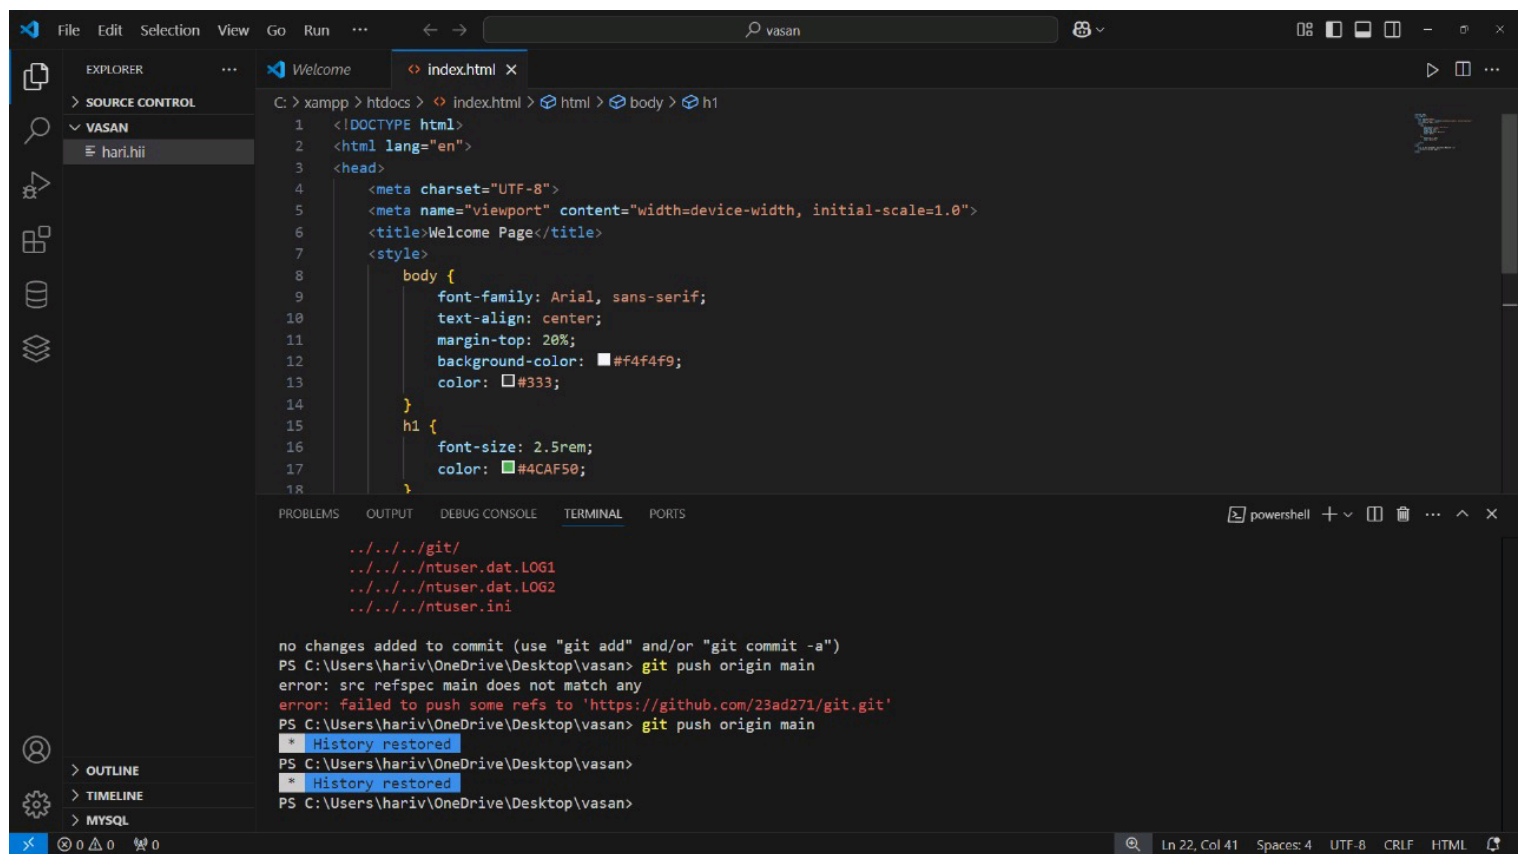 File Edit Selection View Go Run ··· vasan
EXPLORER ···
Welcome
index.html
SOURCE CONTROL
VASAN
hari.hii
C: > xampp > htdocs > index.html > html > body > h1
1 <!DOCTYPE html>
2 <html lang="en">
3 <head>
4 <meta charset="UTF-8">
5 <meta name="viewport" content="width=device-width, initial-scale=1.0">
6 <title>Welcome Page</title>
7 <style>
8 body {
9 font-family: Arial, sans-serif;
10 text-align: center;
11 margin-top: 20%;
12 background-color: #f4f4f9;
13 color: #333;
14 }
15 h1 {
16 font-size: 2.5rem;
17 color: #4CAF50;
18 }
PROBLEMS OUTPUT DEBUG CONSOLE TERMINAL PORTS
powershell
../../../git/
../../../ntuser.dat.LOG1
../../../ntuser.dat.LOG2
../../../ntuser.ini
no changes added to commit (use "git add" and/or "git commit -a")
PS C:\Users\hariv\OneDrive\Desktop\vasan> git push origin main
error: src refspec main does not match any
error: failed to push some refs to 'https://github.com/23ad271/git.git'
PS C:\Users\hariv\OneDrive\Desktop\vasan> git push origin main
* History restored
PS C:\Users\hariv\OneDrive\Desktop\vasan>
* History restored
PS C:\Users\hariv\OneDrive\Desktop\vasan>
OUTLINE
TIMELINE
MYSQL
0 0 0
Ln 22, Col 41 Spaces: 4 UTF-8 CRLF HTML